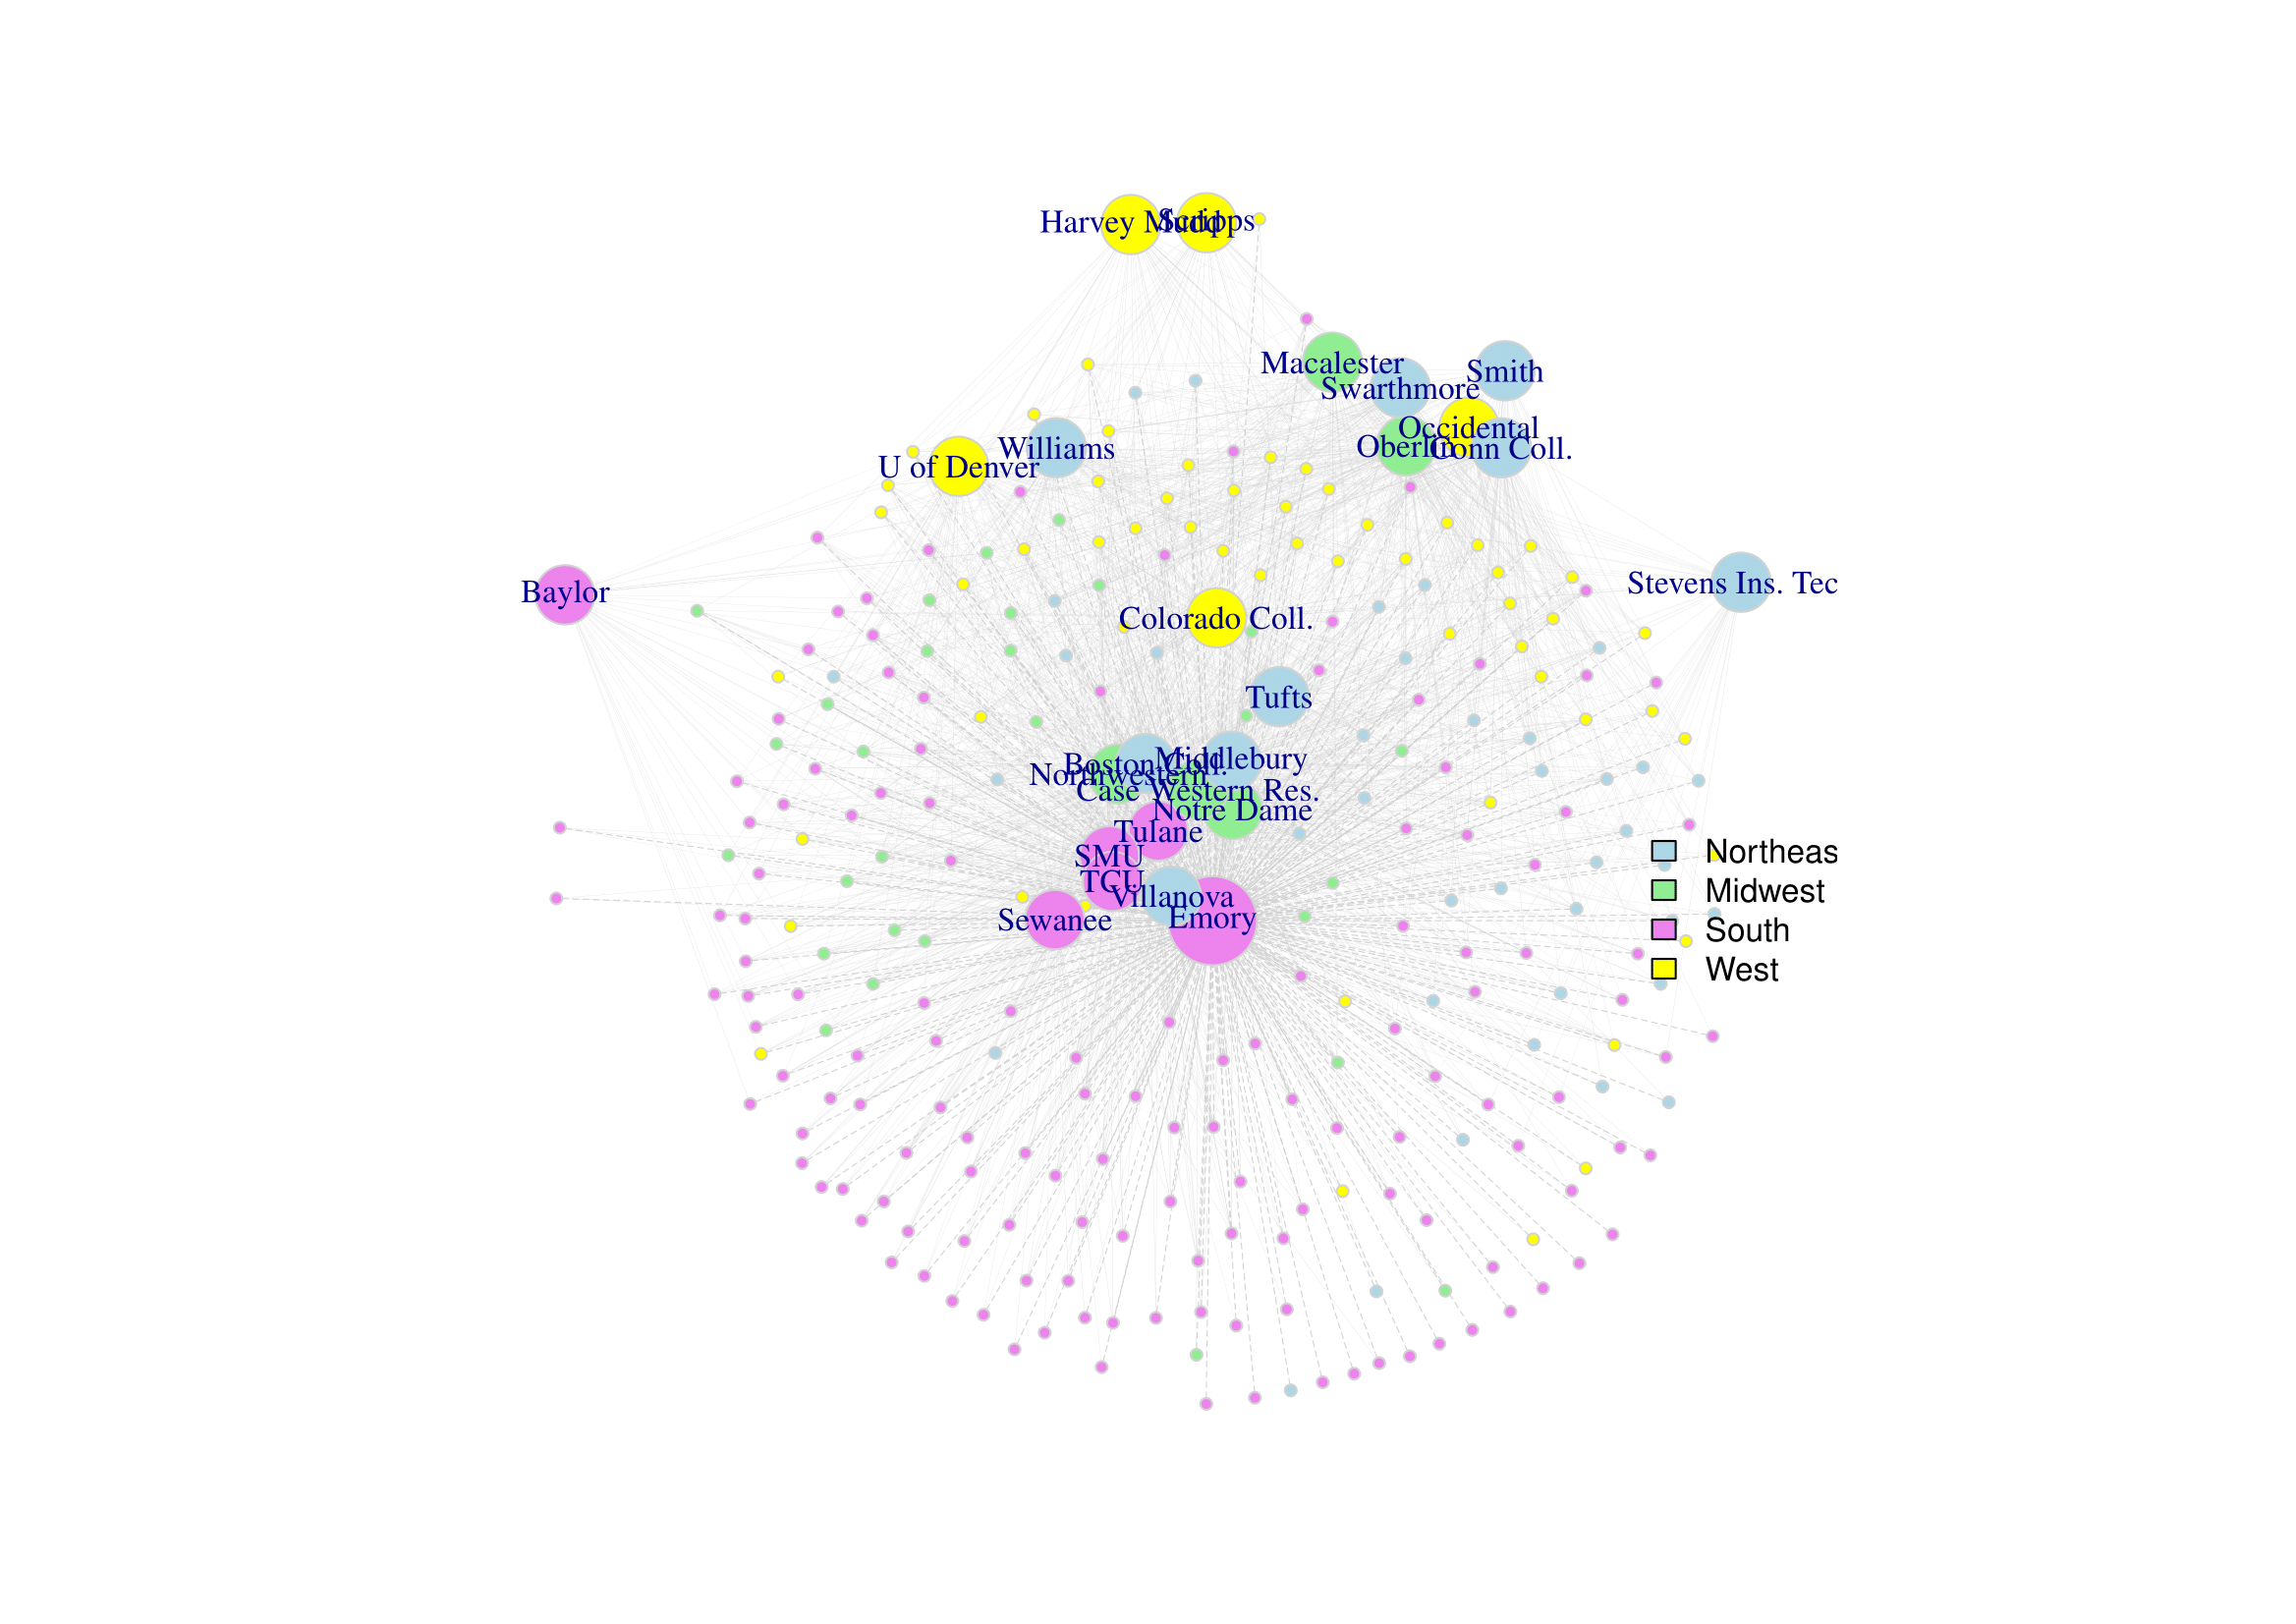 Harvey Mudd
Scripps
Macalester
Smith
Swarthmore
Occidental
Oberlin
Conn Coll.
Williams
U of Denver
Stevens Ins. Tec
Baylor
Colorado Coll.
Tufts
Middlebury
Boston Coll.
Northwestern
Case Western Res.
Notre Dame
Tulane
SMU
TCU
Villanova
Emory
Sewanee
Northeas
Midwest
South
West